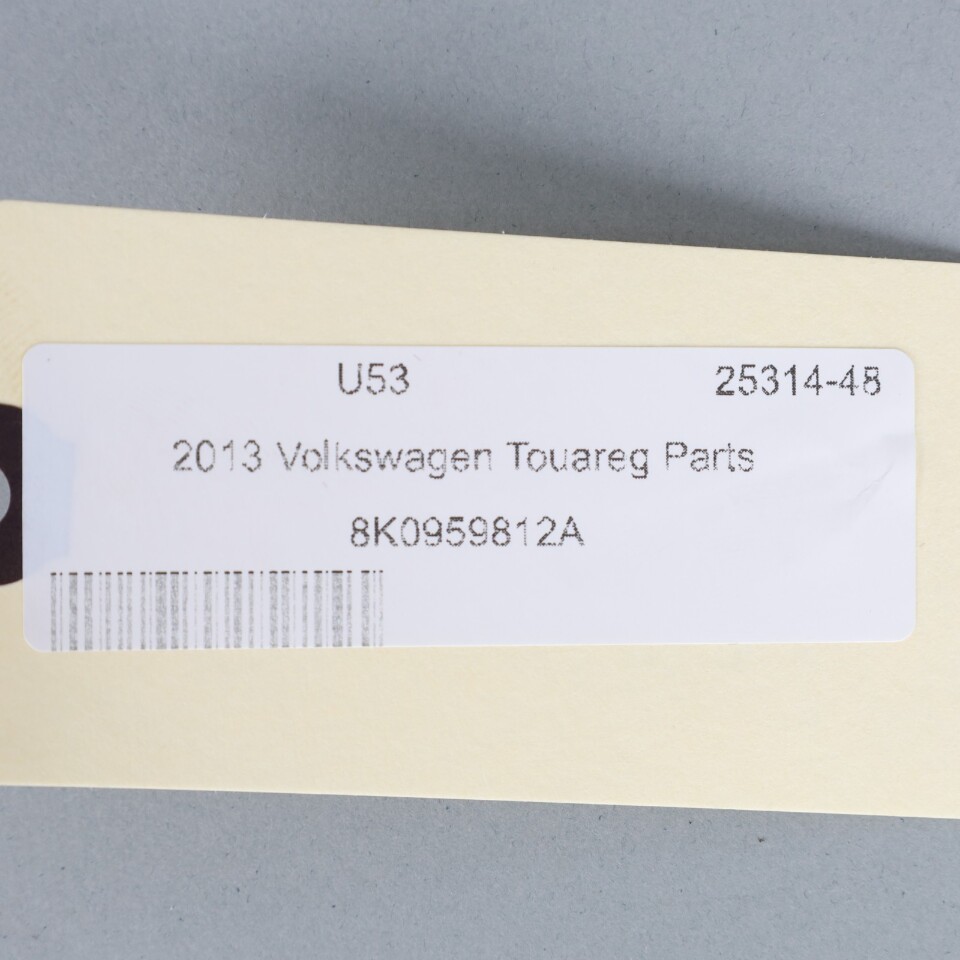 U53 25314-48
2013 Volkswagen Touareg Parts
8K0959812A